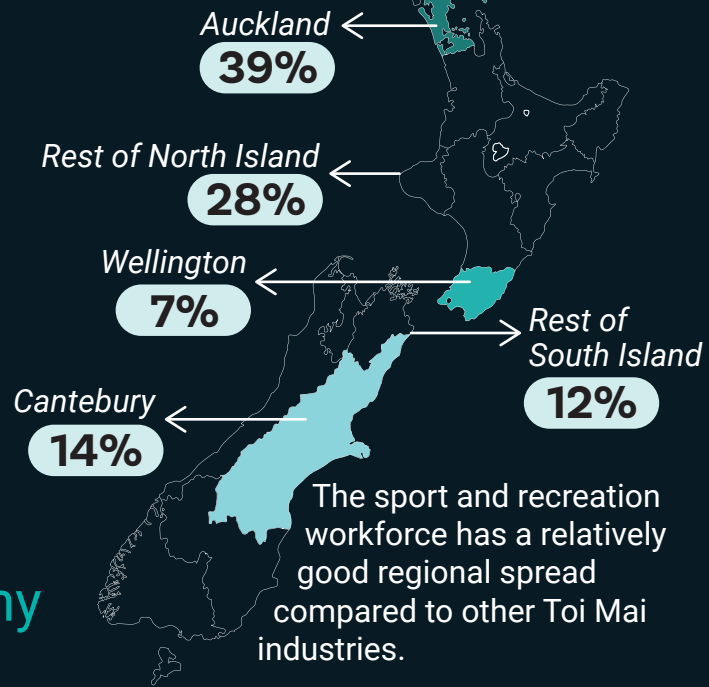 Auckland
39%
Rest of North Island
28%
Wellington
7%
Rest of
South Island
12%
Cantebury
14%
The sport and recreation
workforce has a relatively
good regional spread
compared to other Toi Mai
industries.